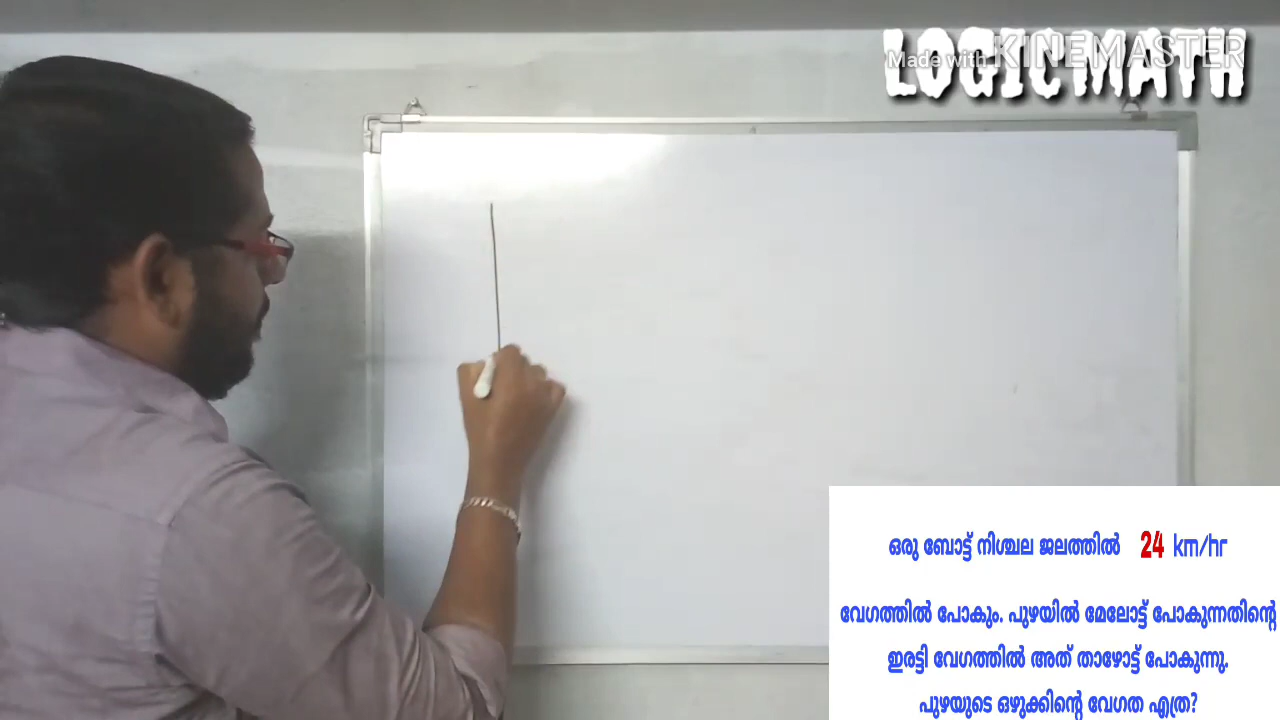 LOGICMATH
Made with KINEMASTER
ഒരു ബോട്ട് നിശ്ചല ജലത്തിൽ 24 km/hr
വേഗത്തിൽ പോകും. പുഴയിൽ മേലോട്ട് പോകുന്നതിന്റെ
ഇരട്ടി വേഗത്തിൽ അത് താഴോട്ട് പോകുന്നു.
പുഴയുടെ ഒഴുക്കിന്റെ വേഗത എത്ര?